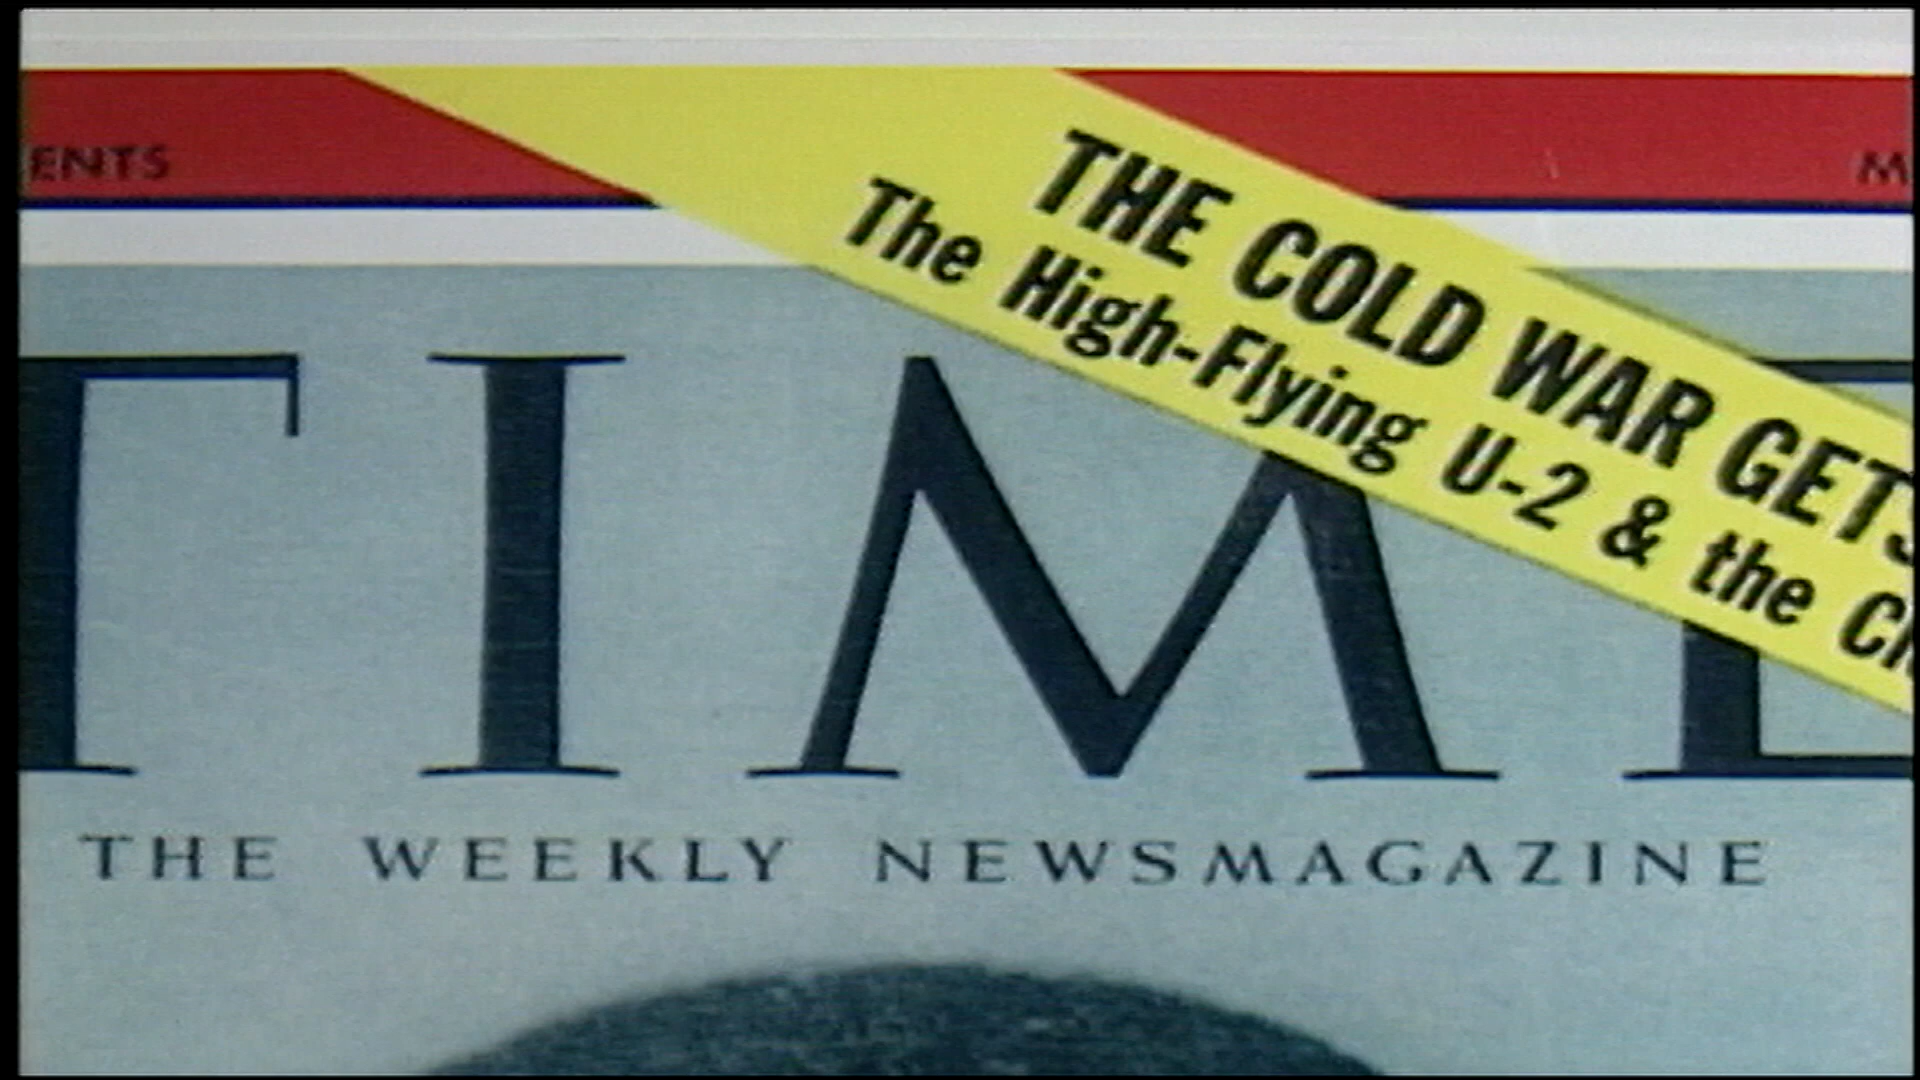 ENTS
M
THE COLD WAR GETS
The High-Flying U-2 & the
TIME
THE WEEKLY NEWSMAGAZINE